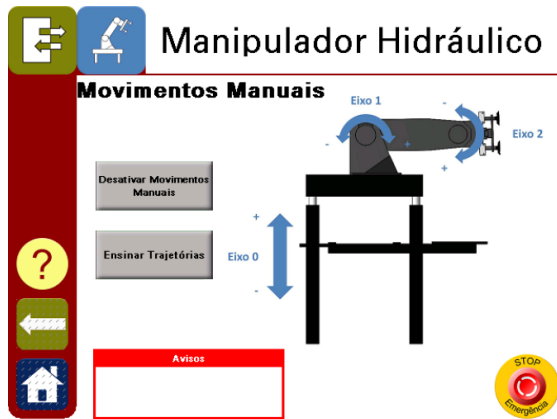 Manipulador Hidráulico
Movimentos Manuais
Eixo 1
-
-
+
Eixo 2
+
Desativar Movimentos
Manuais
+
Ensinar Trajetórias
Eixo 0
?
-
Avisos
STOP
Emergência